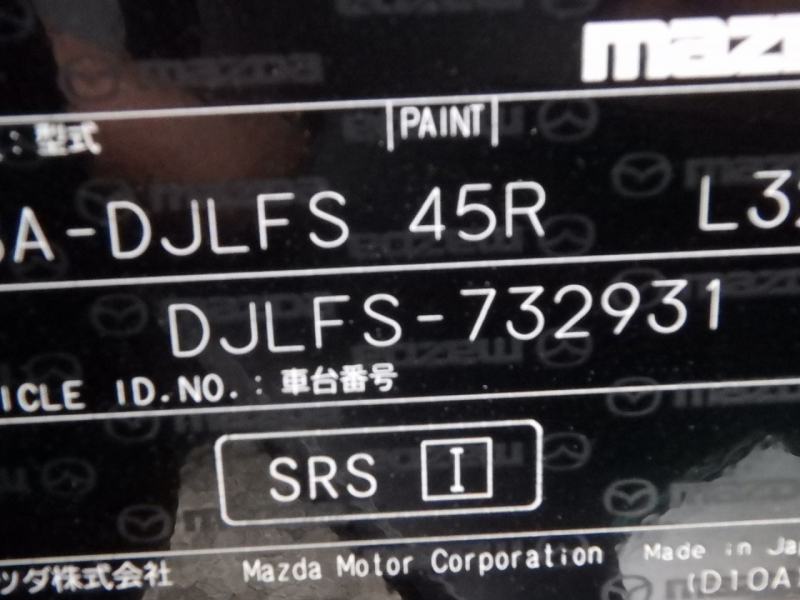 mazda
: 型式
PAINT
A-DJLFS 45R L3
DJLFS-732931
ICLE ID.NO.: 車台番号
SRS I
ツダ株式会社 Mazda Motor Corporation Made in Ja
(D10A